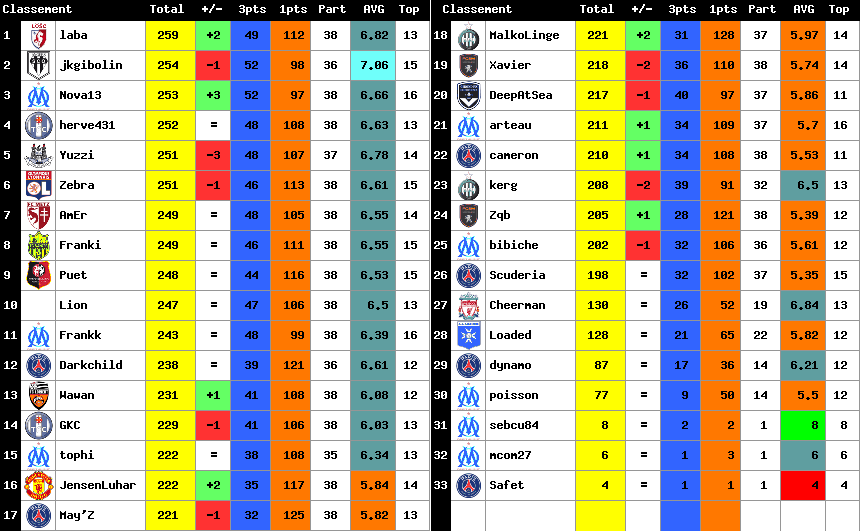 Classement Total +/- 3pts 1pts Part AVG Top
1 laba 259 +2 49 112 38 6.82 13
2 jkgibolin 254 -1 52 98 36 7.06 15
3 Nova13 253 +3 52 97 38 6.66 16
4 herve431 252 = 48 108 38 6.63 13
5 Yuzzi 251 -3 48 107 37 6.78 14
6 Zebra 251 -1 46 113 38 6.61 15
7 AmEr 249 = 48 105 38 6.55 14
8 Franki 249 = 46 111 38 6.55 15
9 Puet 248 = 44 116 38 6.53 15
10 Lion 247 = 47 106 38 6.5 13
11 Frankk 243 = 48 99 38 6.39 16
12 Darkchild 238 = 39 121 36 6.61 12
13 Wawan 231 +1 41 108 38 6.08 12
14 GKC 229 -1 41 106 38 6.03 13
15 tophi 222 = 38 108 35 6.34 13
16 JensenLuhar 222 +2 35 117 38 5.84 14
17 May'Z 221 -1 32 125 38 5.82 13
Classement Total +/- 3pts 1pts Part AVG Top
18 MalkoLinge 221 +2 31 128 37 5.97 14
19 Xavier 218 -2 36 110 38 5.74 14
20 DeepAtSea 217 -1 40 97 37 5.86 11
21 arteau 211 +1 34 109 37 5.7 16
22 cameron 210 +1 34 108 38 5.53 11
23 kerg 208 -2 39 91 32 6.5 13
24 Zqb 205 +1 28 121 38 5.39 12
25 bibiche 202 -1 32 106 36 5.61 12
26 Scuderia 198 = 32 102 37 5.35 15
27 Cheerman 130 = 26 52 19 6.84 13
28 Loaded 128 = 21 65 22 5.82 12
29 dynamo 87 = 17 36 14 6.21 12
30 poisson 77 = 9 50 14 5.5 12
31 sebcu84 8 = 2 2 1 8 8
32 mcom27 6 = 1 3 1 6 6
33 Safet 4 = 1 1 1 4 4